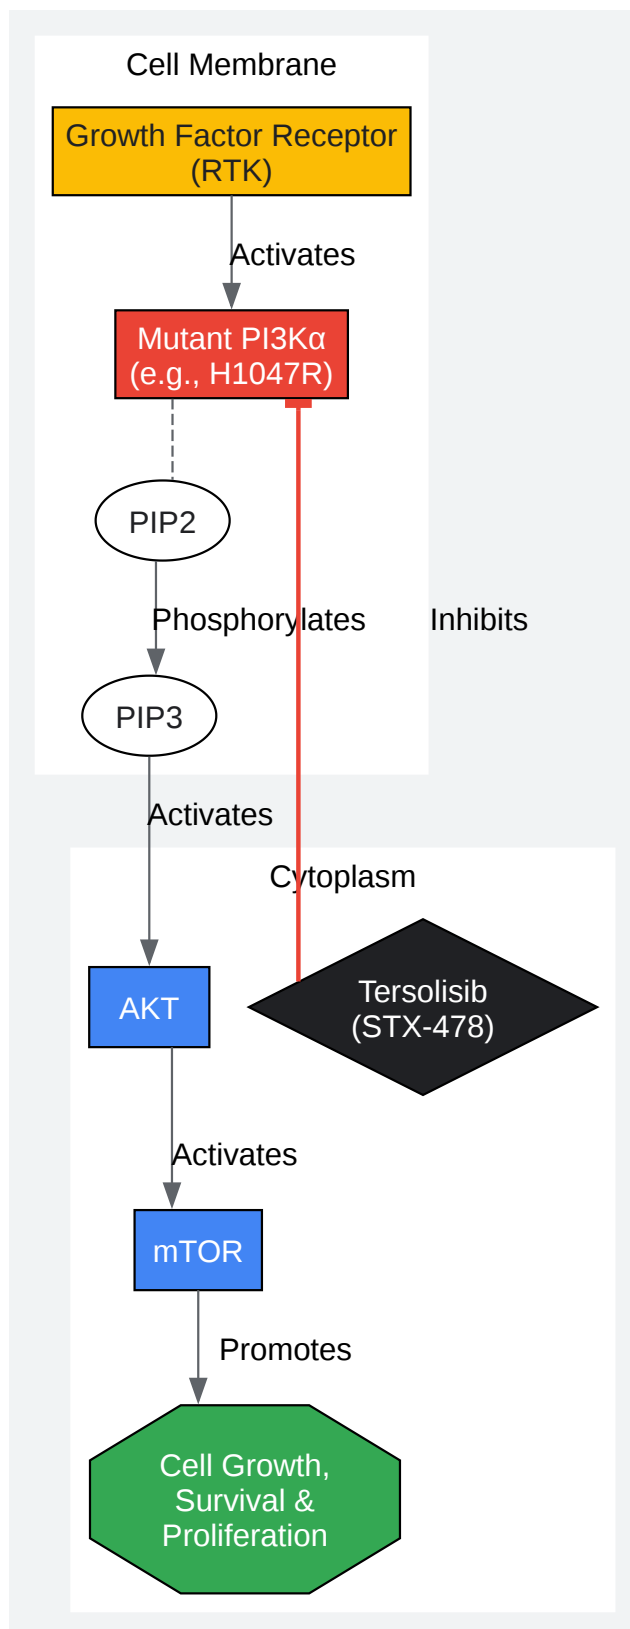 Cell Membrane
Growth Factor Receptor
(RTK)
Activates
Mutant PI3Kα
(e.g., H1047R)
PIP2
Phosphorylates
Inhibits
PIP3
Activates
Cytoplasm
AKT
Tersolisib
(STX-478)
Activates
mTOR
Promotes
Cell Growth,
Survival &
Proliferation